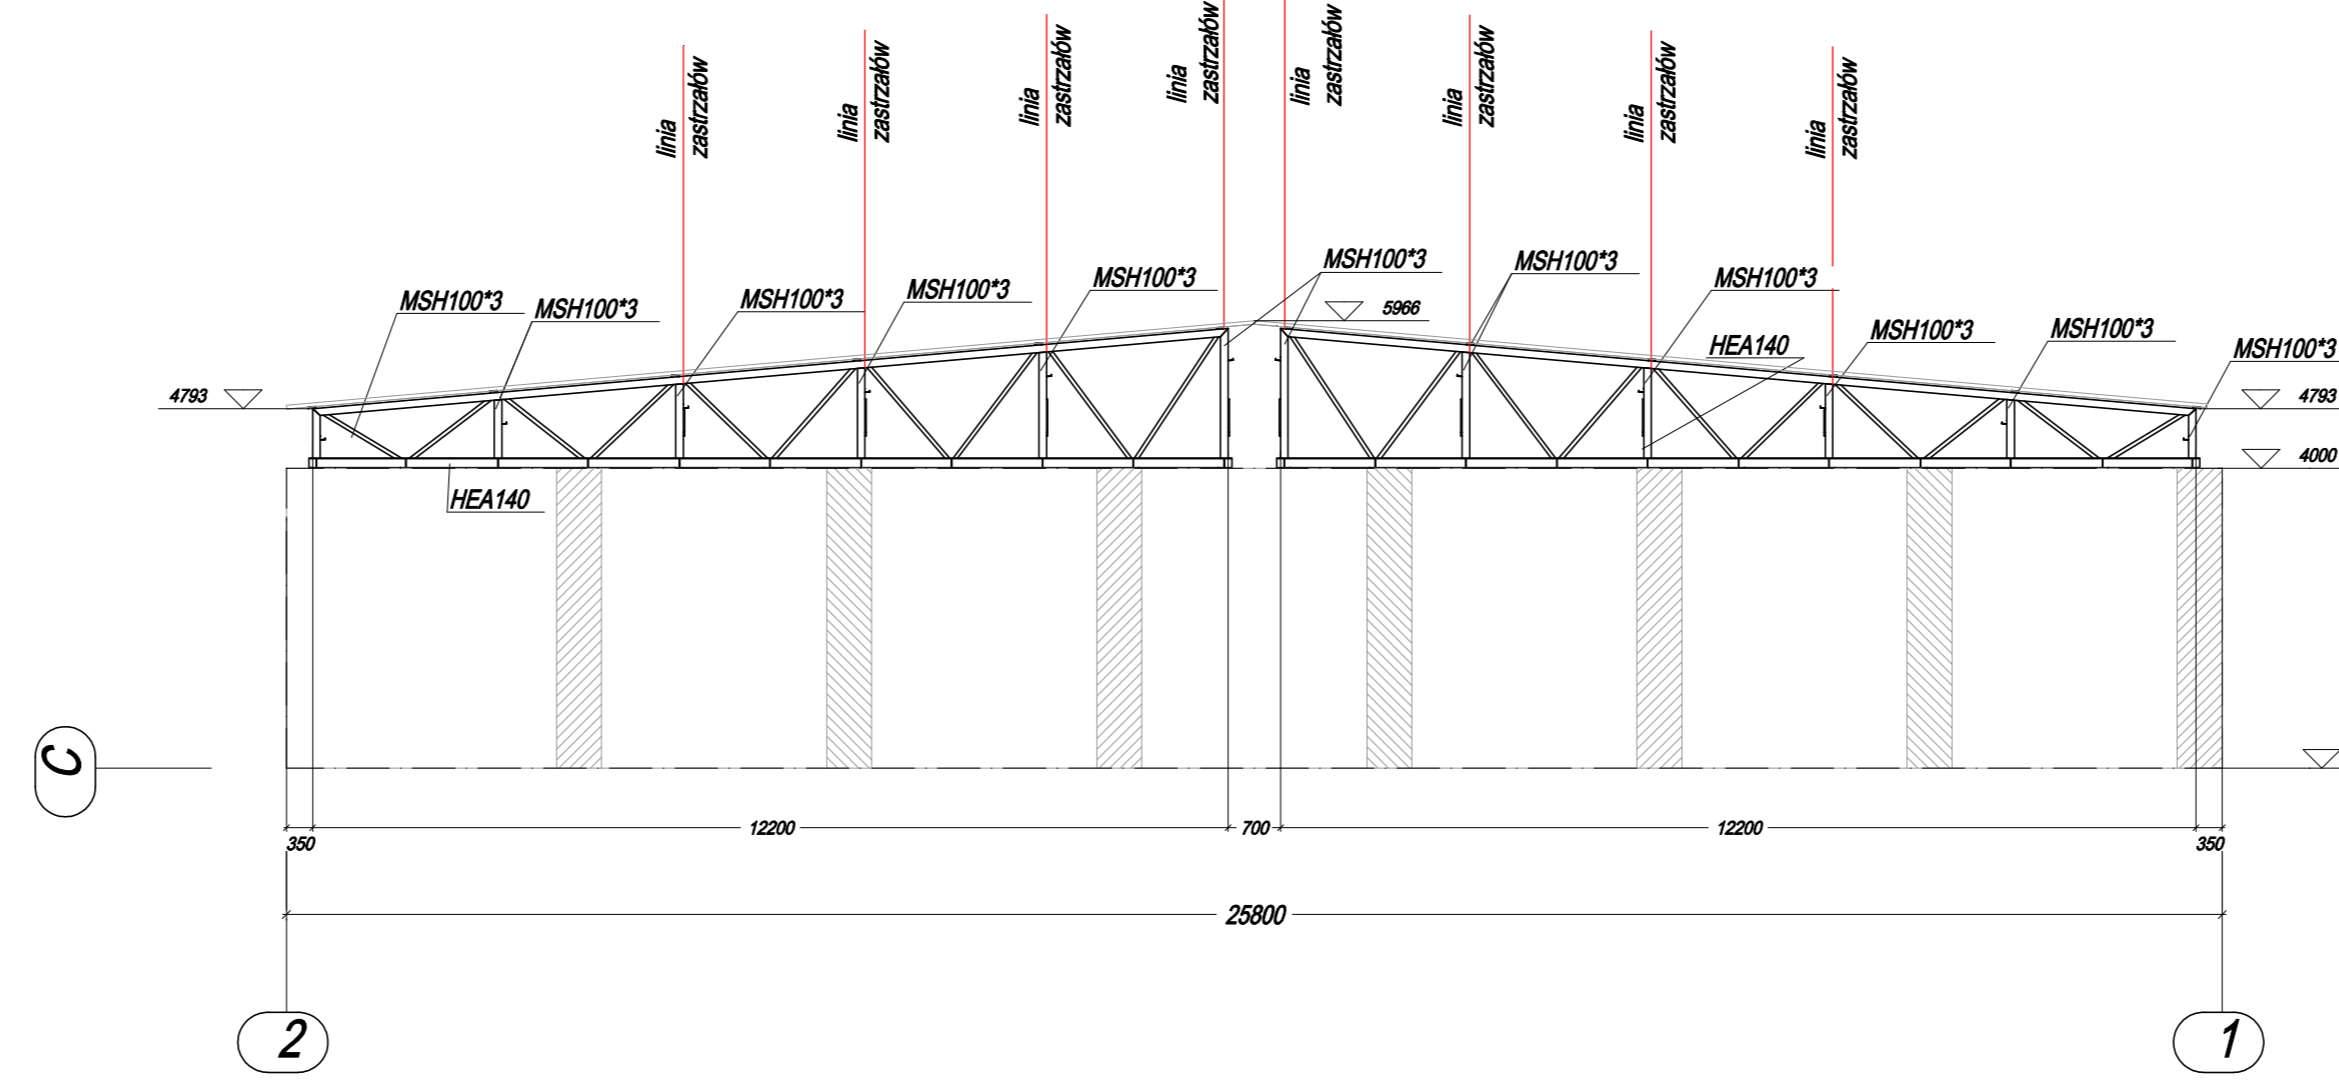 linia
zastrzałów
linia
zastrzałów
linia
zastrzałów
linia
zastrzałów
linia
zastrzałów
linia
zastrzałów
linia
zastrzałów
linia
zastrzałów
MSH100*3
MSH100*3
MSH100*3
MSH100*3
MSH100*3
MSH100*3
MSH100*3
MSH100*3
MSH100*3
MSH100*3
MSH100*3
5966
HEA140
4793
4793
4000
HEA140
C
350
12200
700
12200
350
25800
2
1